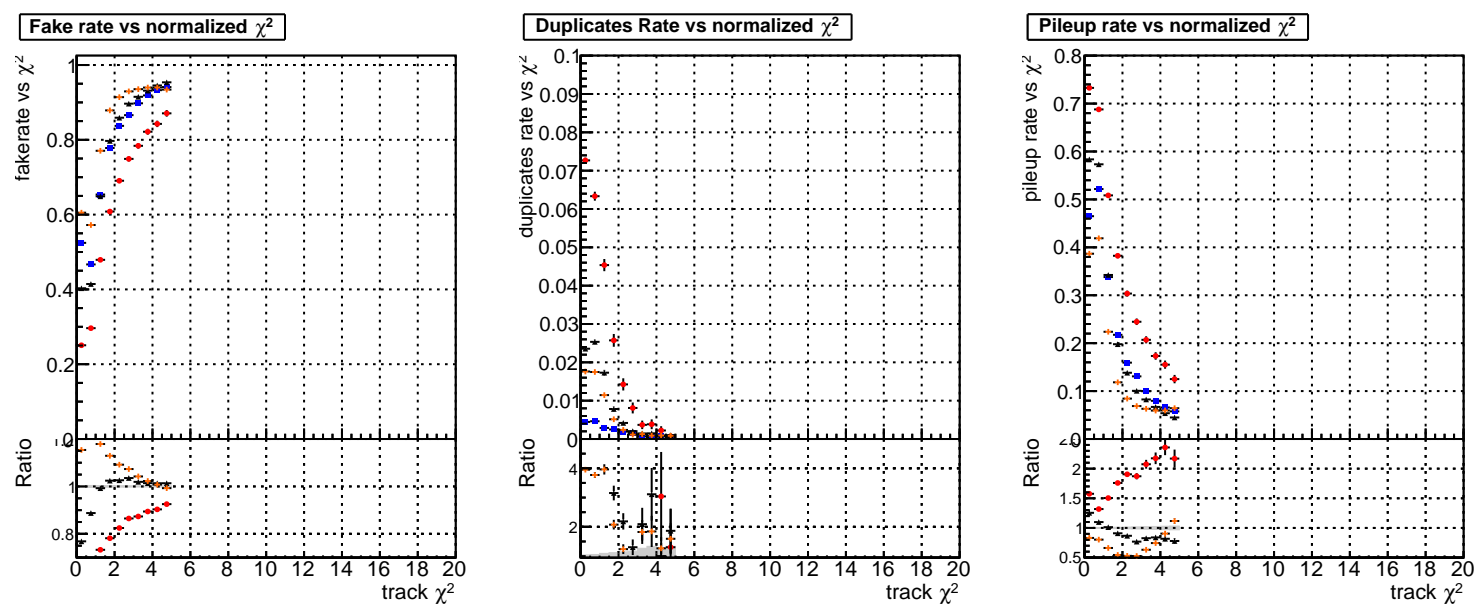 Fake rate vs normalized χ²
fakerate vs χ²
1
0.8
0.6
0.4
0.2
0
Ratio
1.2
1
0.8
0 2 4 6 8 10 12 14 16 18 20
track χ²
Duplicates Rate vs normalized χ²
duplicates rate vs χ²
0.1
0.09
0.08
0.07
0.06
0.05
0.04
0.03
0.02
0.01
0
Ratio
4
2
0 2 4 6 8 10 12 14 16 18 20
track χ²
Pileup rate vs normalized χ²
pileup rate vs χ²
0.8
0.7
0.6
0.5
0.4
0.3
0.2
0.1
0
Ratio
2
1.5
1
0.5
0 2 4 6 8 10 12 14 16 18 20
track χ²